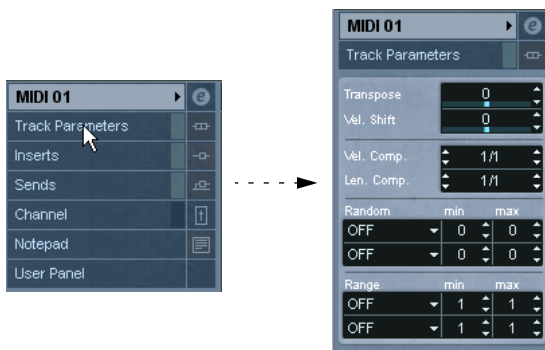 MIDI 01
Track Parameters
Inserts
Sends
Channel
Notepad
User Panel
MIDI 01
Track Parameters
Transpose 0
Vel. Shift 0
Vel. Comp. 1/1
Len. Comp. 1/1
Random min max
OFF 0 0
OFF 0 0
Range min max
OFF 1 1
OFF 1 1